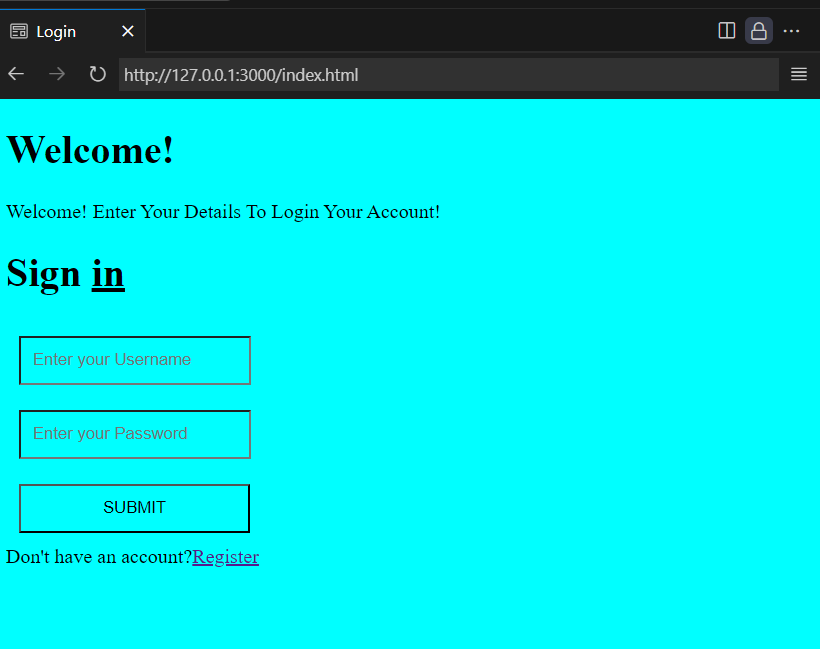 Login
http://127.0.0.1:3000/index.html
Welcome!
Welcome! Enter Your Details To Login Your Account!
Sign in
Enter your Username
Enter your Password
SUBMIT
Don't have an account?Register